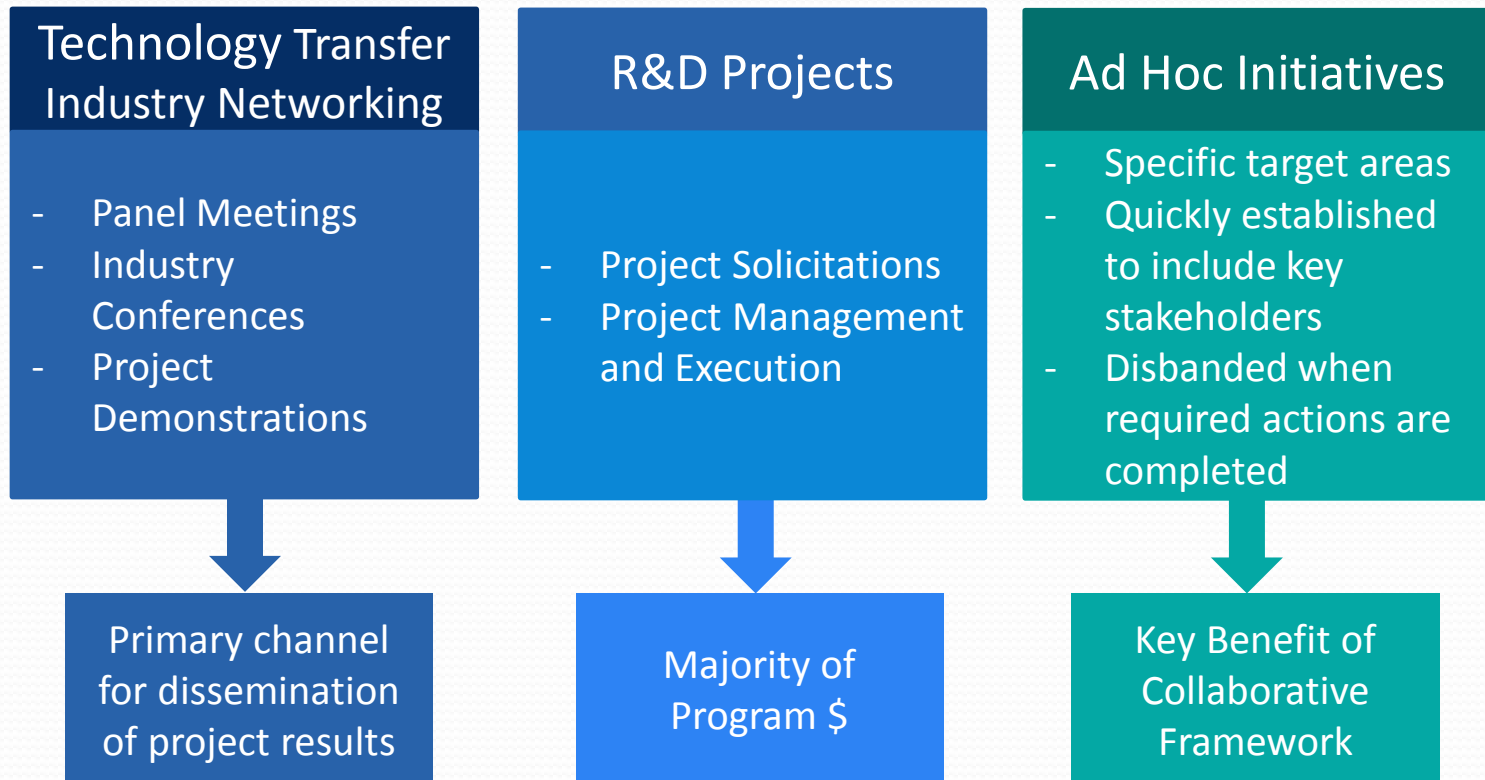 Technology Transfer
Industry Networking
- Panel Meetings
- Industry
Conferences
- Project
Demonstrations
Primary channel
for dissemination
of project results
R&D Projects
- Project Solicitations
- Project Management
and Execution
Majority of
Program $
Ad Hoc Initiatives
- Specific target areas
- Quickly established
to include key
stakeholders
- Disbanded when
required actions are
completed
Key Benefit of
Collaborative
Framework